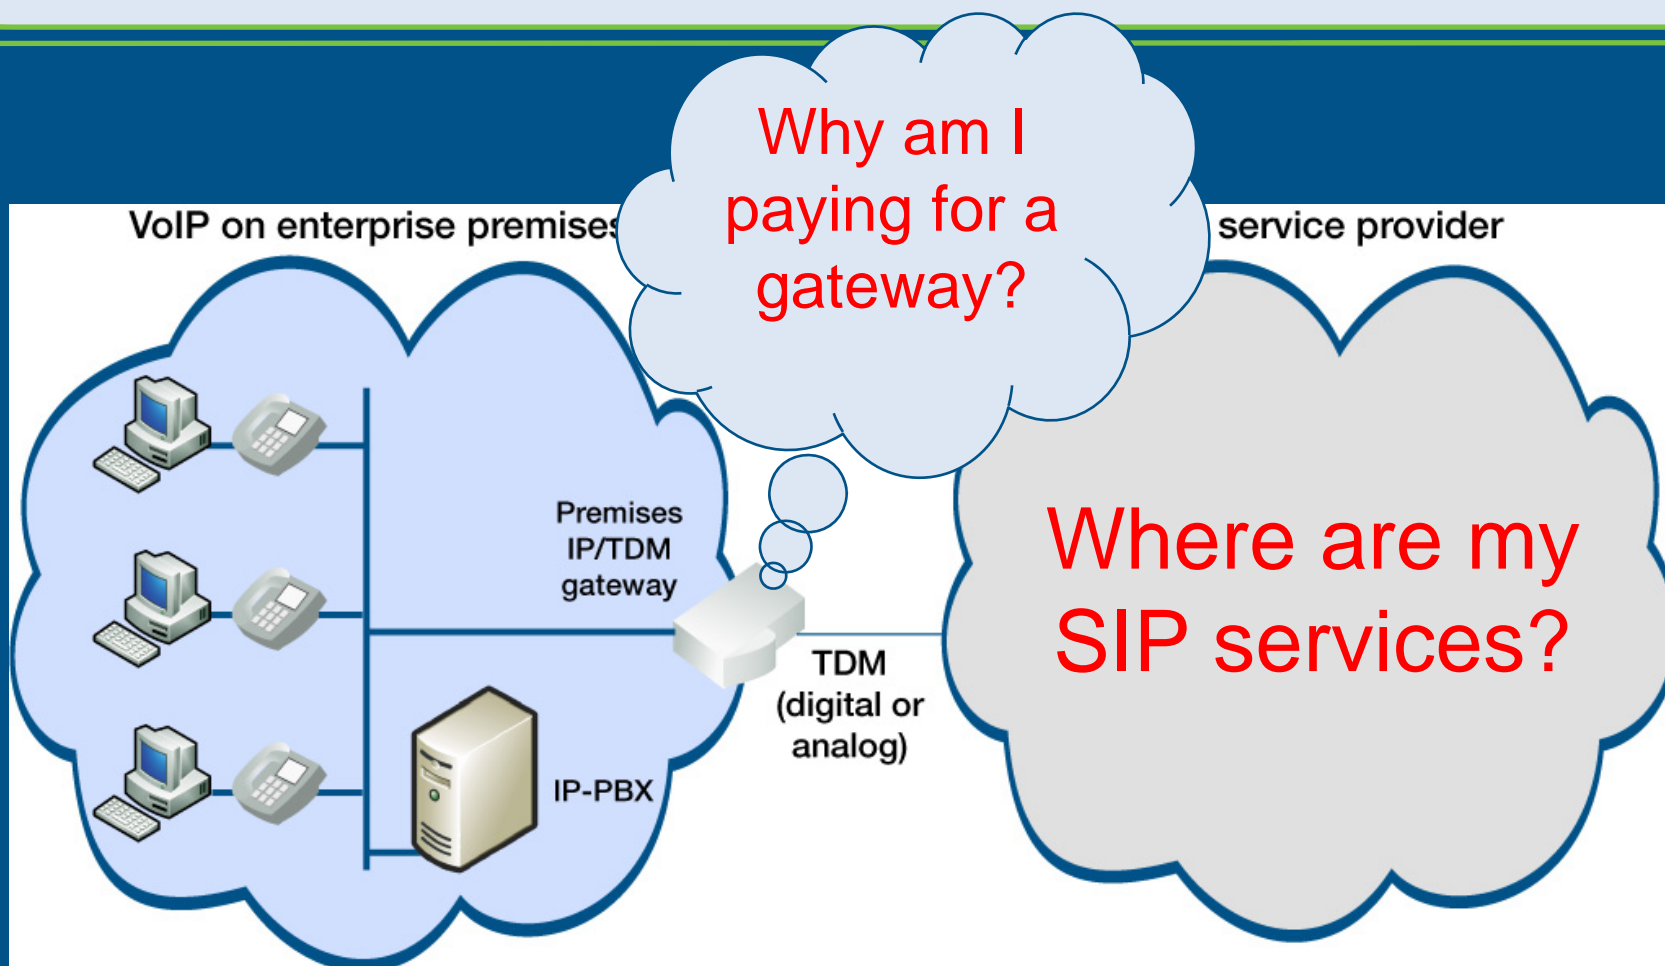 Why am I
paying for a
gateway?
VoIP on enterprise premises
service provider
Premises
IP/TDM
gateway
Where are my
SIP services?
TDM
(digital or
analog)
IP-PBX